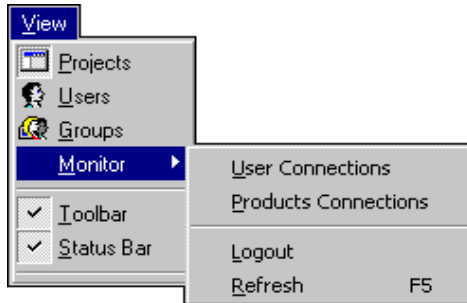 View
Projects
Users
Groups
Monitor
User Connections
Products Connections
Toolbar
Status Bar
Logout
Refresh F5